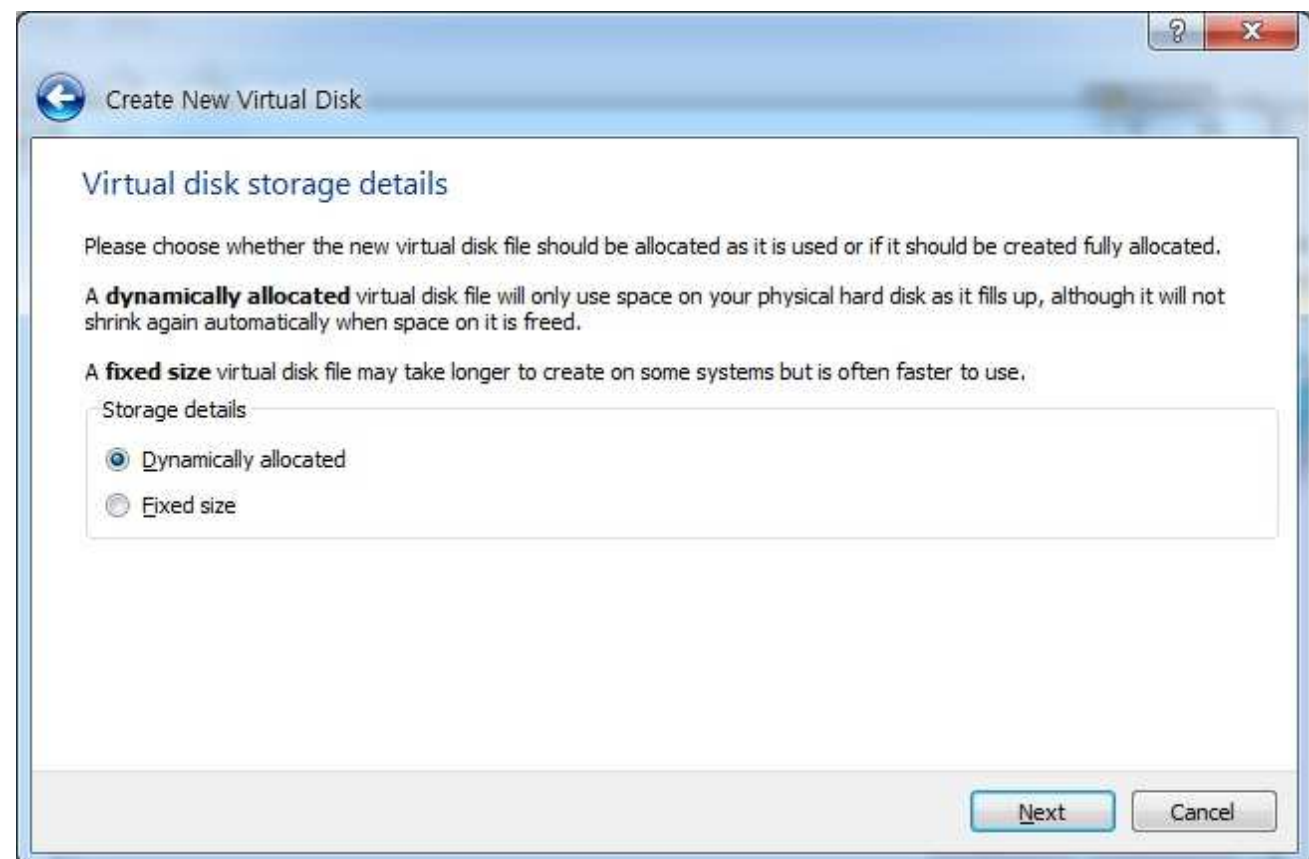 Create New Virtual Disk
Virtual disk storage details
Please choose whether the new virtual disk file should be allocated as it is used or if it should be created fully allocated.
A dynamically allocated virtual disk file will only use space on your physical hard disk as it fills up, although it will not
shrink again automatically when space on it is freed.
A fixed size virtual disk file may take longer to create on some systems but is often faster to use.
Storage details
Dynamically allocated
Fixed size
Next Cancel